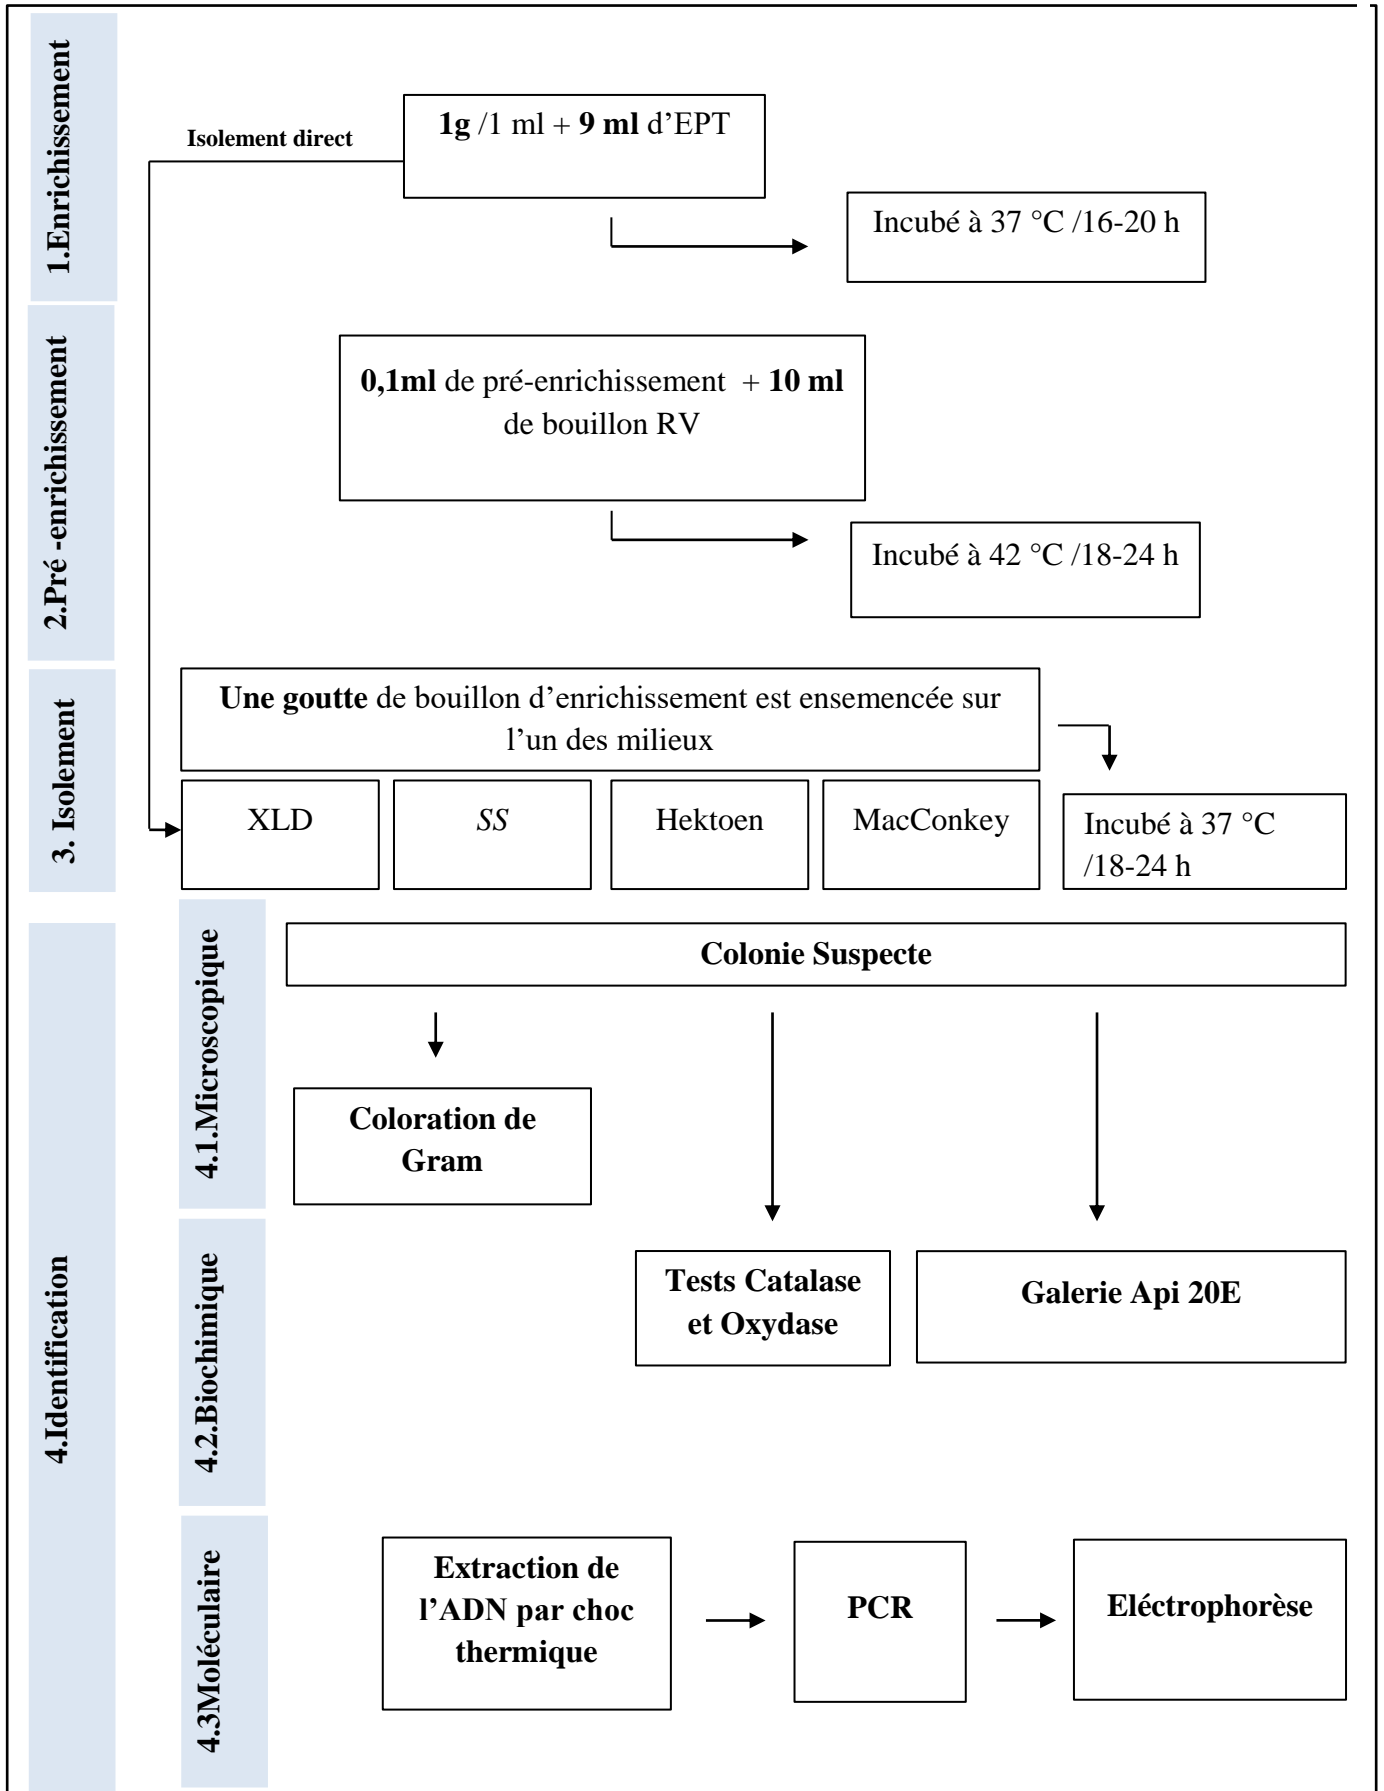 1.Enrichissement
Isolement direct
1g /1 ml + 9 ml d’EPT
Incubé à 37 °C /16-20 h
2.Pré -enrichissement
0,1ml de pré-enrichissement + 10 ml
de bouillon RV
Incubé à 42 °C /18-24 h
3. Isolement
Une goutte de bouillon d’enrichissement est ensemencée sur
l’un des milieux
XLD
SS
Hektoen
MacConkey
Incubé à 37 °C
/18-24 h
4.Identification
4.1.Microscopique
Colonie Suspecte
Coloration de
Gram
4.2.Biochimique
Tests Catalase
et Oxydase
Galerie Api 20E
4.3Moléculaire
Extraction de
l’ADN par choc
thermique
PCR
Eléctrophorèse